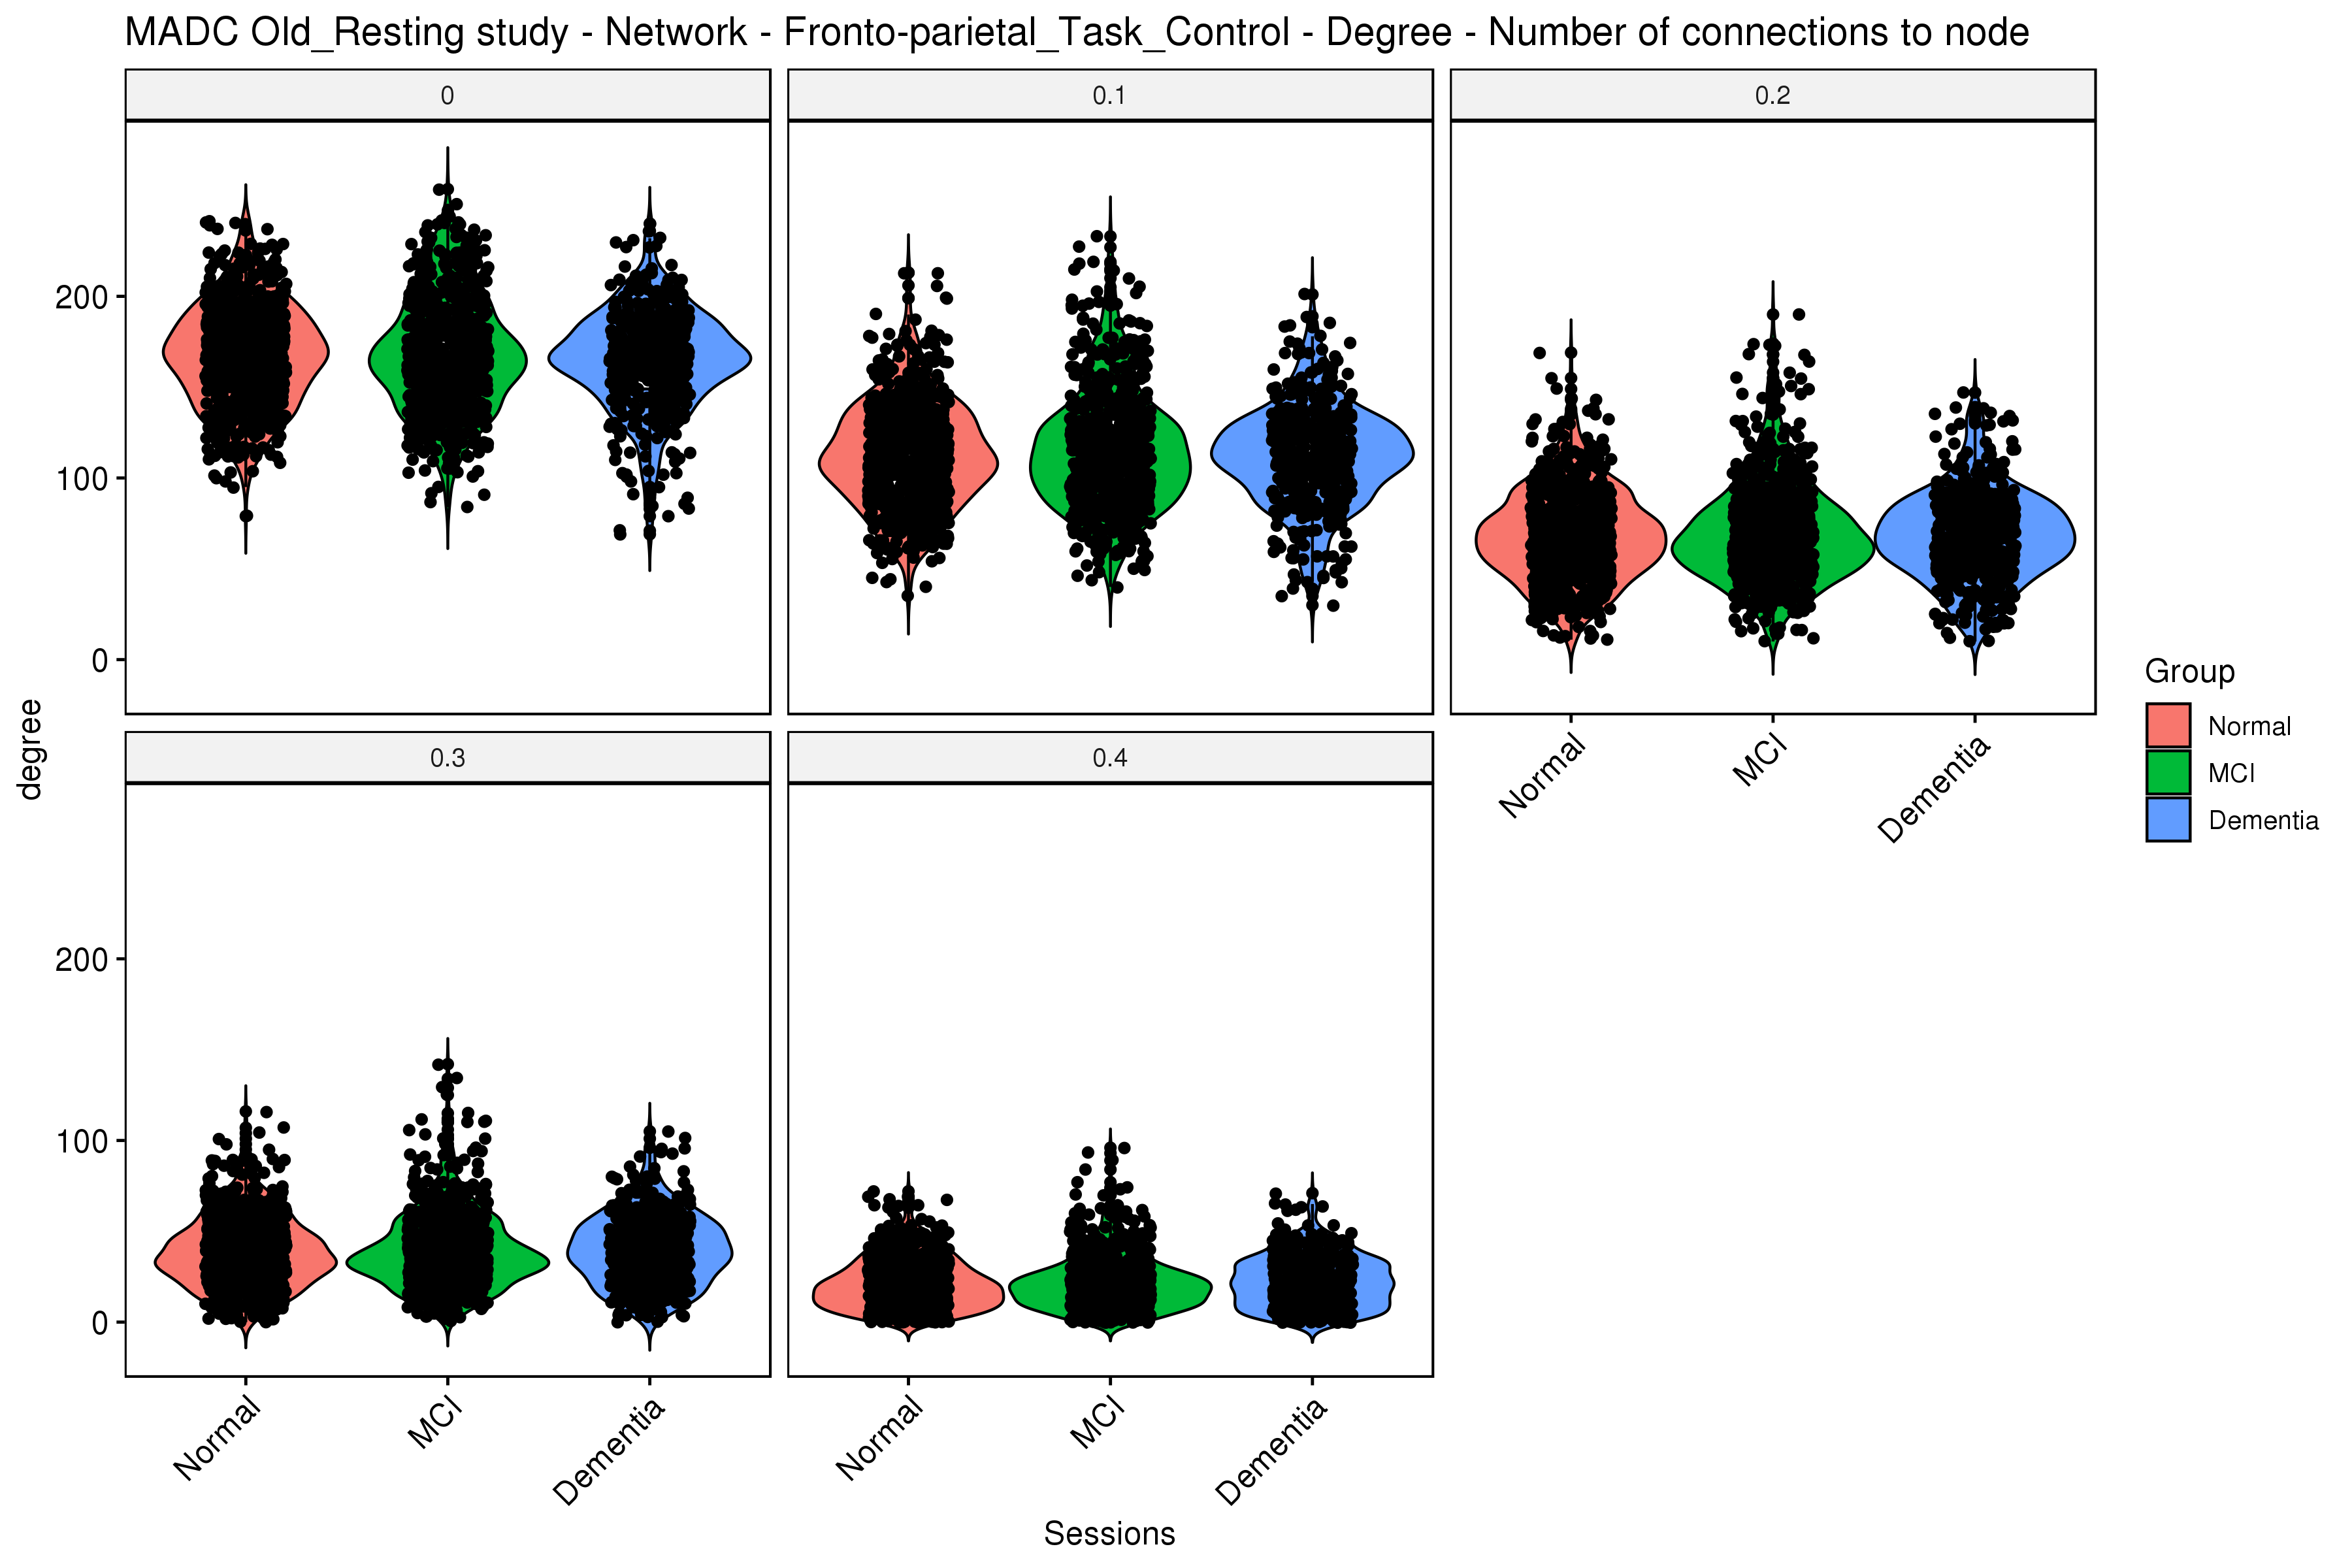 MADC Old_Resting study - Network - Fronto-parietal_Task_Control - Degree - Number of connections to node
0
0.1
0.2
200
100
0
degree
Normal
MCI
Dementia
Group
Normal
MCI
Dementia
0.3
0.4
200
100
0
Normal
MCI
Dementia
Normal
MCI
Dementia
Sessions